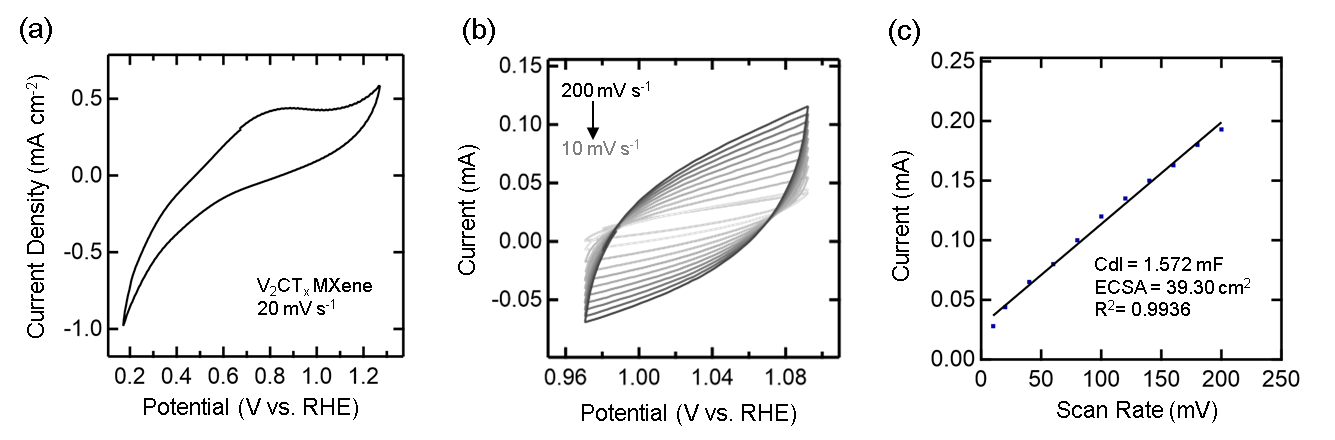 (a)
Current Density (mA cm-2)
0.5
0.0
-0.5
-1.0
V2CTx MXene
20 mV s-1
0.2 0.4 0.6 0.8 1.0 1.2
Potential (V vs. RHE)
(b)
Current (mA)
0.15
0.10
0.05
0.00
-0.05
200 mV s-1
10 mV s-1
0.96 1.00 1.04 1.08
Potential (V vs. RHE)
(c)
Current (mA)
0.25
0.20
0.15
0.10
0.05
0.00
Cdl = 1.572 mF
ECSA = 39.30 cm2
R2= 0.9936
0 50 100 150 200 250
Scan Rate (mV)